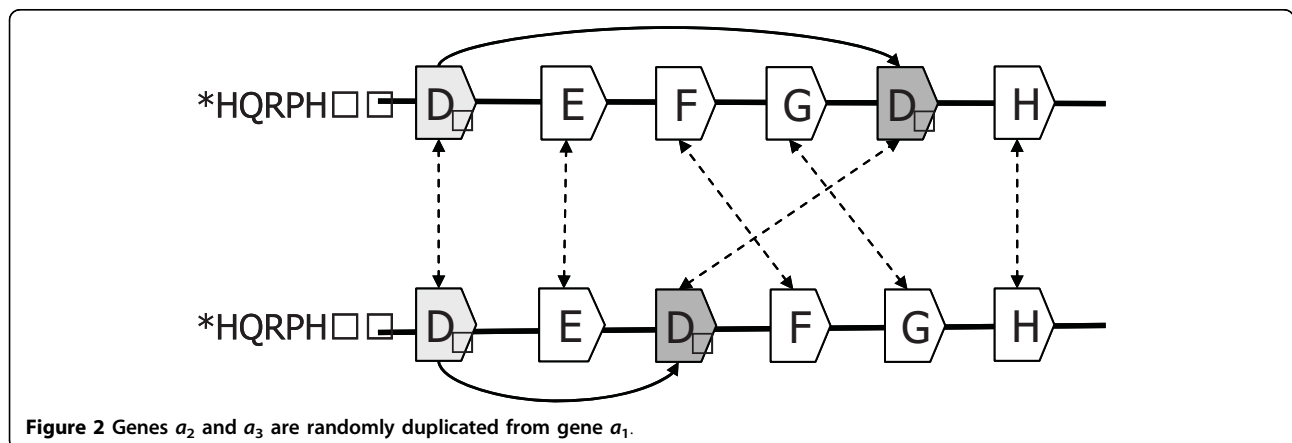 *HQRPH□ □ D□ E F G D□ H
*HQRPH□ □ D□ E D□ F G H
Figure 2 Genes a₂ and a₃ are randomly duplicated from gene a₁.